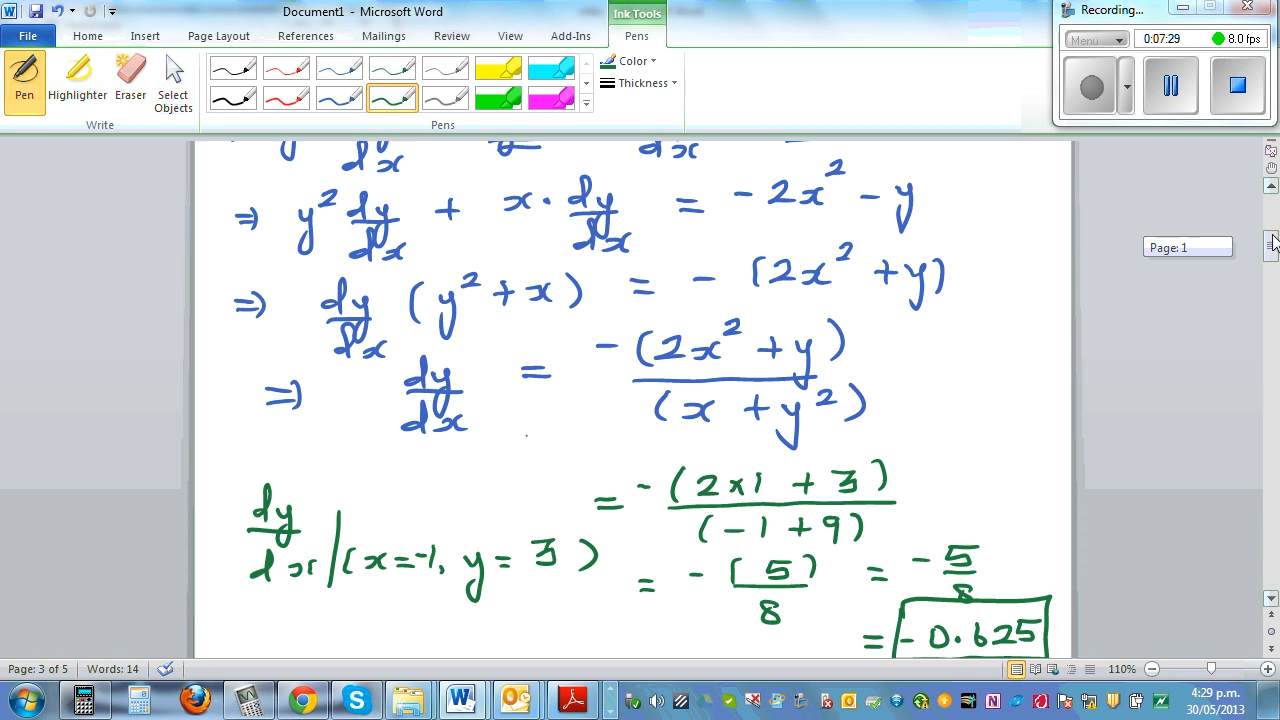 Document1 - Microsoft Word
Ink Tools
Recording...
File Home Insert Page Layout References Mailings Review View Add-Ins Pens
Menu 0:07:29 8.0 fps
Pen Highlighter Eraser Select Objects
Color
Thickness
Write Pens
dx dx
⇒ y² dy/dx + x · dy/dx = -2x² - y
Page: 1
⇒ dy/dx (y² + x) = - (2x² + y)
⇒ dy/dx = -(2x² + y)/(x + y²)
dy/dx /(x=-1, y=3) = -(2×1 + 3)/(-1 + 9)
= -(5)/8 = -5/8
= -0.625
Page: 3 of 5 Words: 14 110%
4:29 p.m.
30/05/2013